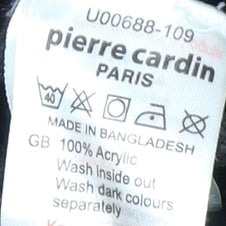 U00688-109
pierre cardin
PARIS
40
MADE IN BANGLADESH
GB 100% Acrylic
Wash inside out
Wash dark colours
separately